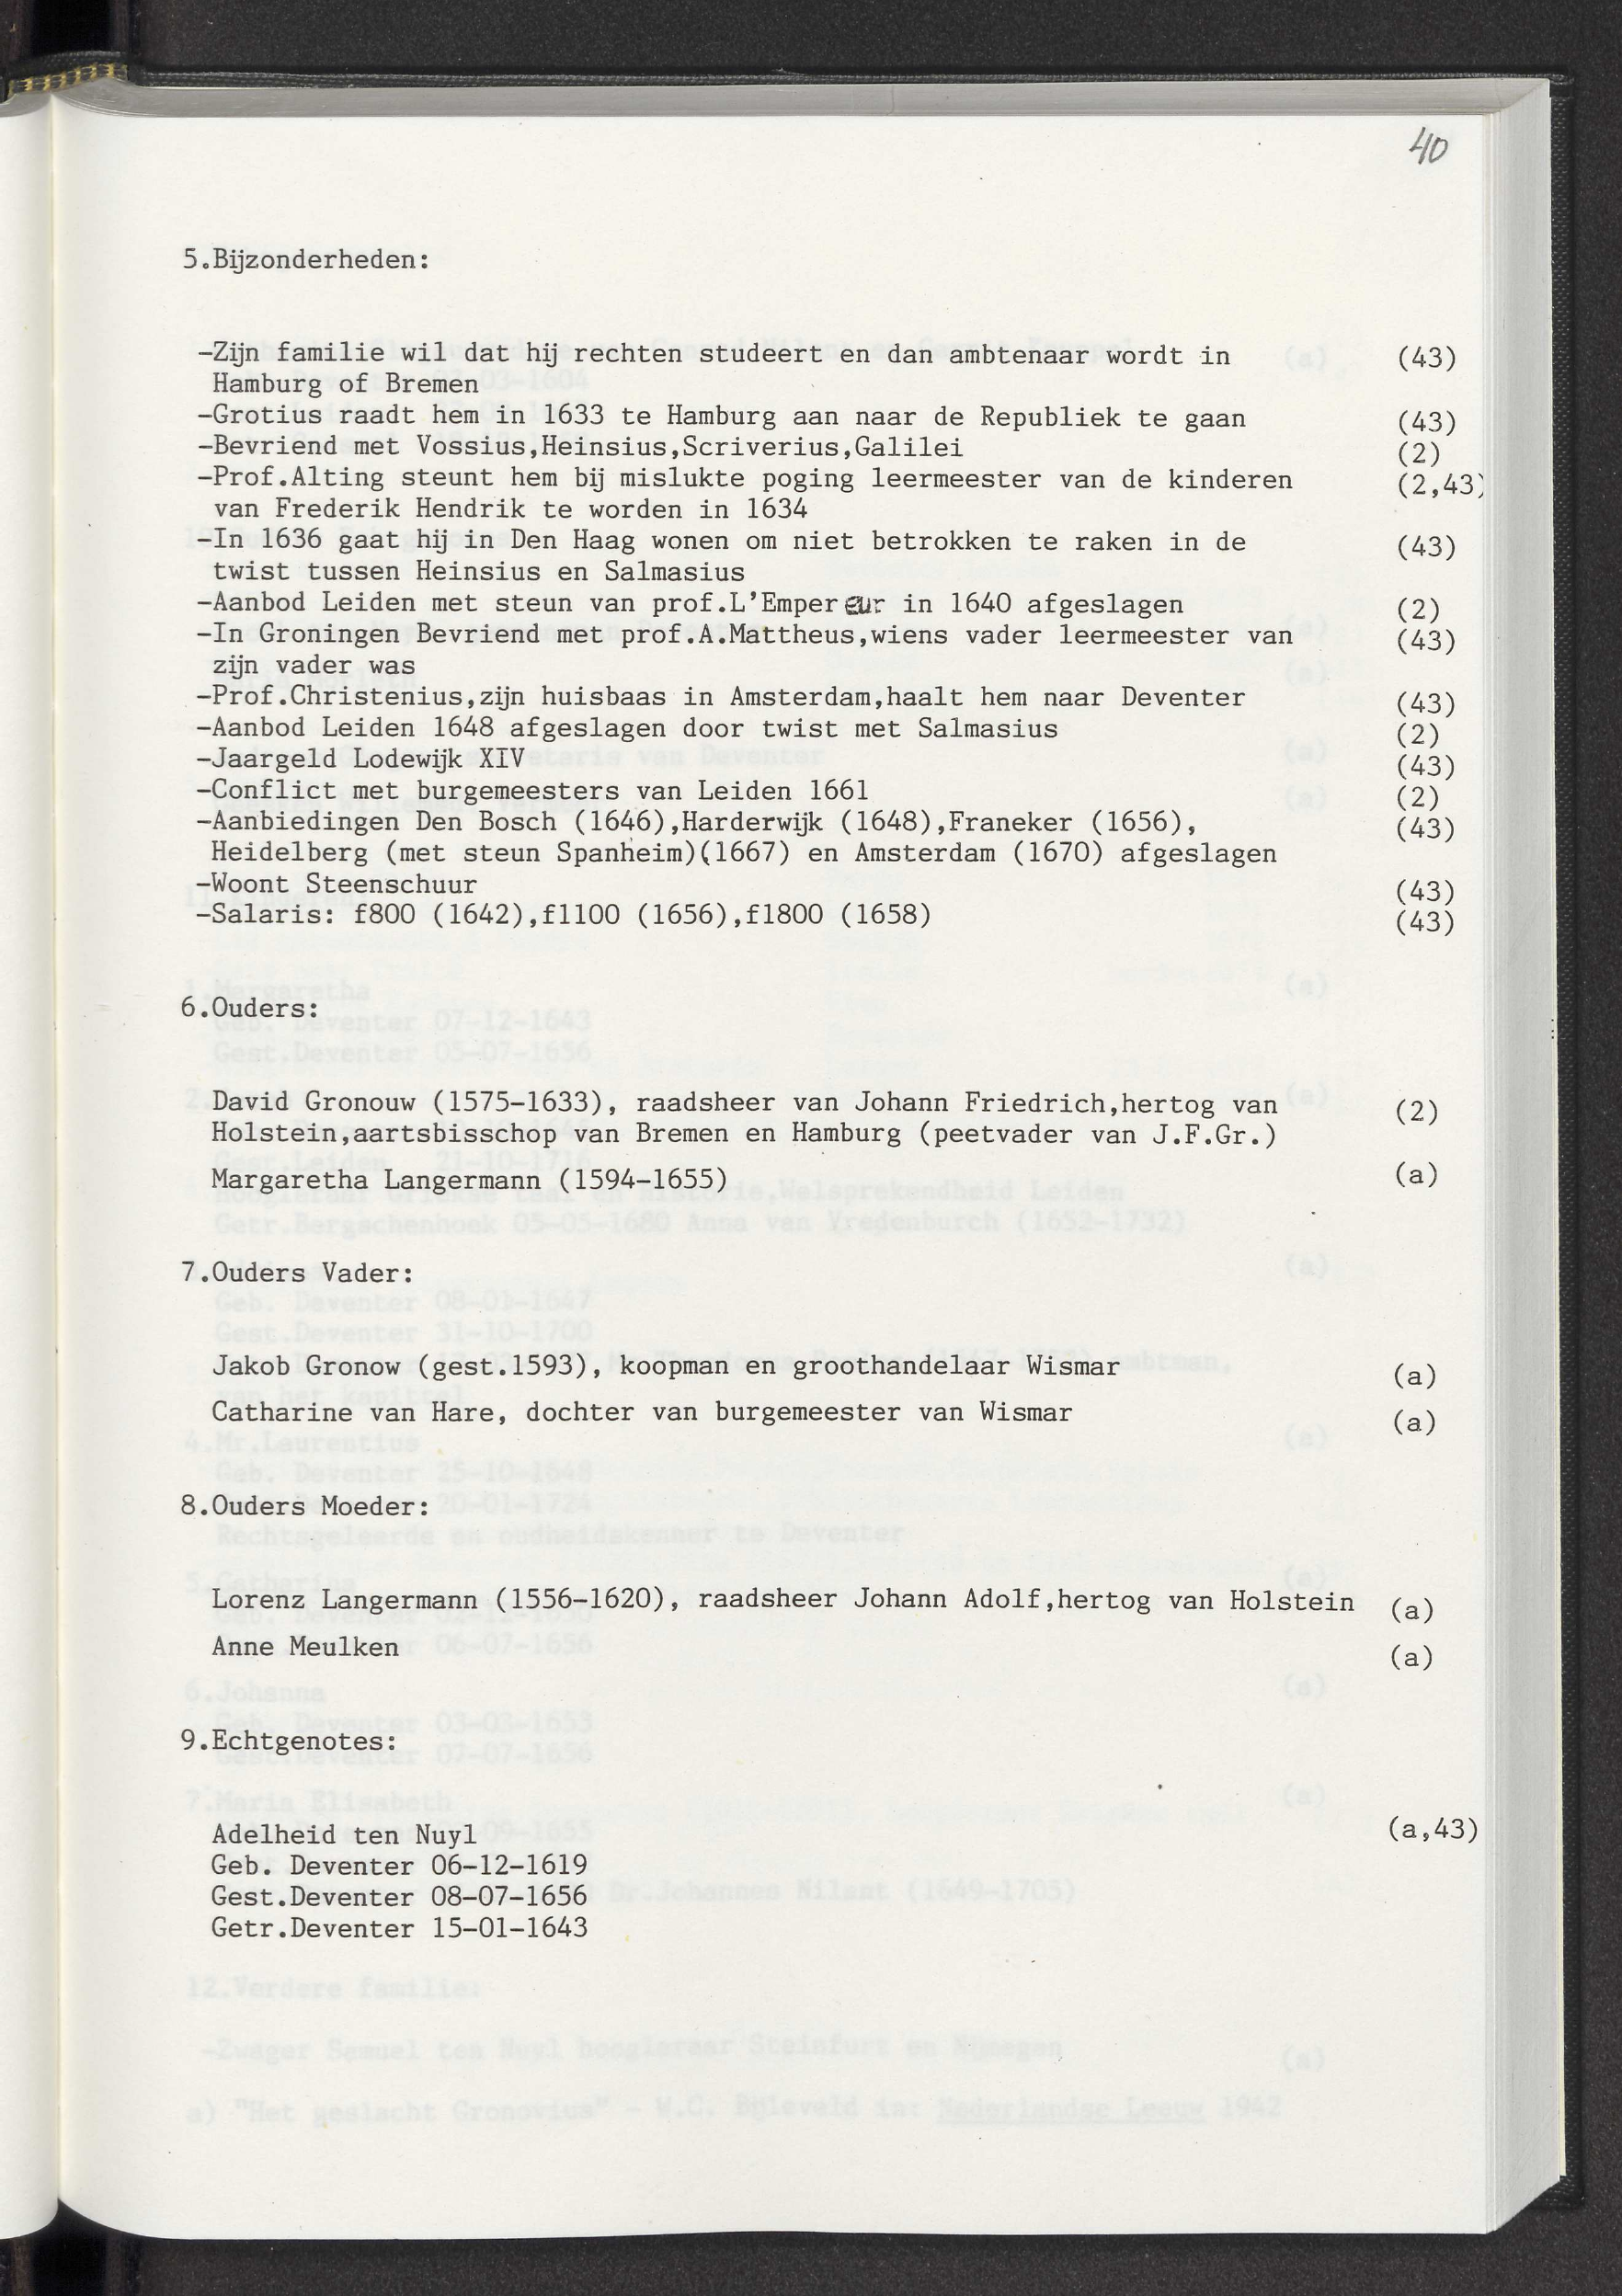 40
5.Bijzonderheden:
-Zijn familie wil dat hij rechten studeert en dan ambtenaar wordt in (43)
Hamburg of Bremen
-Grotius raadt hem in 1633 te Hamburg aan naar de Republiek te gaan (43)
-Bevriend met Vossius,Heinsius,Scriverius,Galilei (2)
-Prof.Alting steunt hem bij mislukte poging leermeester van de kinderen (2,43)
van Frederik Hendrik te worden in 1634
-In 1636 gaat hij in Den Haag wonen om niet betrokken te raken in de (43)
twist tussen Heinsius en Salmasius
-Aanbod Leiden met steun van prof.L'Empereur in 1640 afgeslagen (2)
-In Groningen Bevriend met prof.A.Mattheus,wiens vader leermeester van (43)
zijn vader was
-Prof.Christenius,zijn huisbaas in Amsterdam,haalt hem naar Deventer (43)
-Aanbod Leiden 1648 afgeslagen door twist met Salmasius (2)
-Jaargeld Lodewijk XIV (43)
-Conflict met burgemeesters van Leiden 1661 (2)
-Aanbiedingen Den Bosch (1646),Harderwijk (1648),Franeker (1656), (43)
Heidelberg (met steun Spanheim)(1667) en Amsterdam (1670) afgeslagen
-Woont Steenschuur (43)
-Salaris: f800 (1642),f1100 (1656),f1800 (1658) (43)
6.Ouders:
David Gronouw (1575-1633), raadsheer van Johann Friedrich,hertog van (2)
Holstein,aartsbisschop van Bremen en Hamburg (peetvader van J.F.Gr.)
Margaretha Langermann (1594-1655) (a)
7.Ouders Vader:
Jakob Gronow (gest.1593), koopman en groothandelaar Wismar (a)
Catharine van Hare, dochter van burgemeester van Wismar (a)
8.Ouders Moeder:
Lorenz Langermann (1556-1620), raadsheer Johann Adolf,hertog van Holstein (a)
Anne Meulken (a)
9.Echtgenotes:
Adelheid ten Nuyl (a,43)
Geb. Deventer 06-12-1619
Gest.Deventer 08-07-1656
Getr.Deventer 15-01-1643